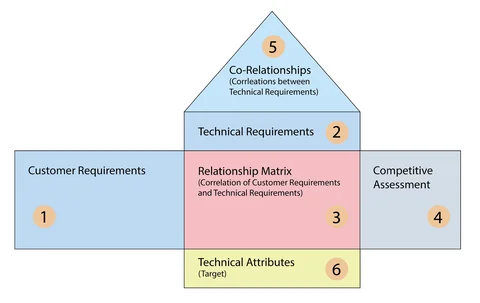 5
Co-Relationships
(Corrleations between
Technical Requirements)
Technical Requirements
2
Customer Requirements
1
Relationship Matrix
(Correlation of Customer Requirements
and Technical Requirements)
3
Competitive
Assessment
4
Technical Attributes
(Target)
6